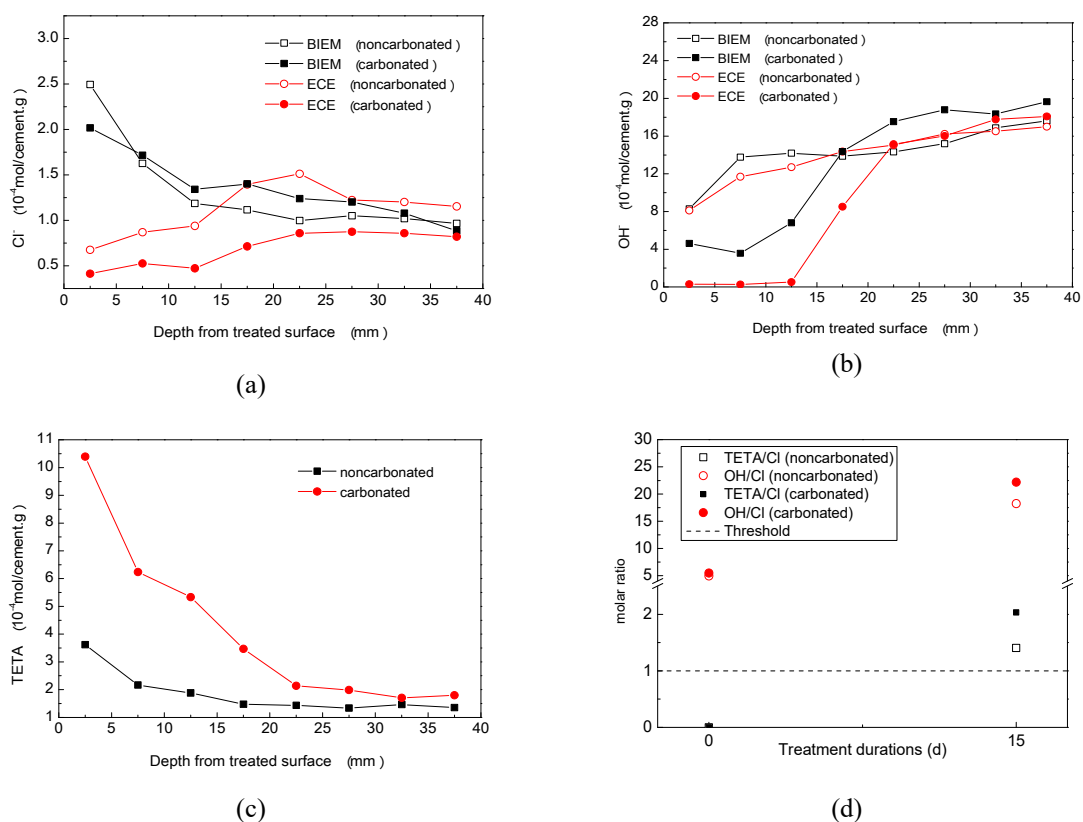 3.0
2.5
2.0
1.5
1.0
0.5
Cl⁻ (10⁻⁴mol/cement.g)
BIEM (noncarbonated)
BIEM (carbonated)
ECE (noncarbonated)
ECE (carbonated)
0 5 10 15 20 25 30 35 40
Depth from treated surface (mm)
(a)
28
24
20
16
12
8
4
0
OH⁻ (10⁻⁴mol/cement.g)
BIEM (noncarbonated)
BIEM (carbonated)
ECE (noncarbonated)
ECE (carbonated)
0 5 10 15 20 25 30 35 40
Depth from treated surface (mm)
(b)
11
10
9
8
7
6
5
4
3
2
1
TETA (10⁻⁴mol/cement.g)
noncarbonated
carbonated
0 5 10 15 20 25 30 35 40
Depth from treated surface (mm)
(c)
30
25
20
15
10
5
2
1
0
molar ratio
TETA/Cl (noncarbonated)
OH/Cl (noncarbonated)
TETA/Cl (carbonated)
OH/Cl (carbonated)
Threshold
0 15
Treatment durations (d)
(d)